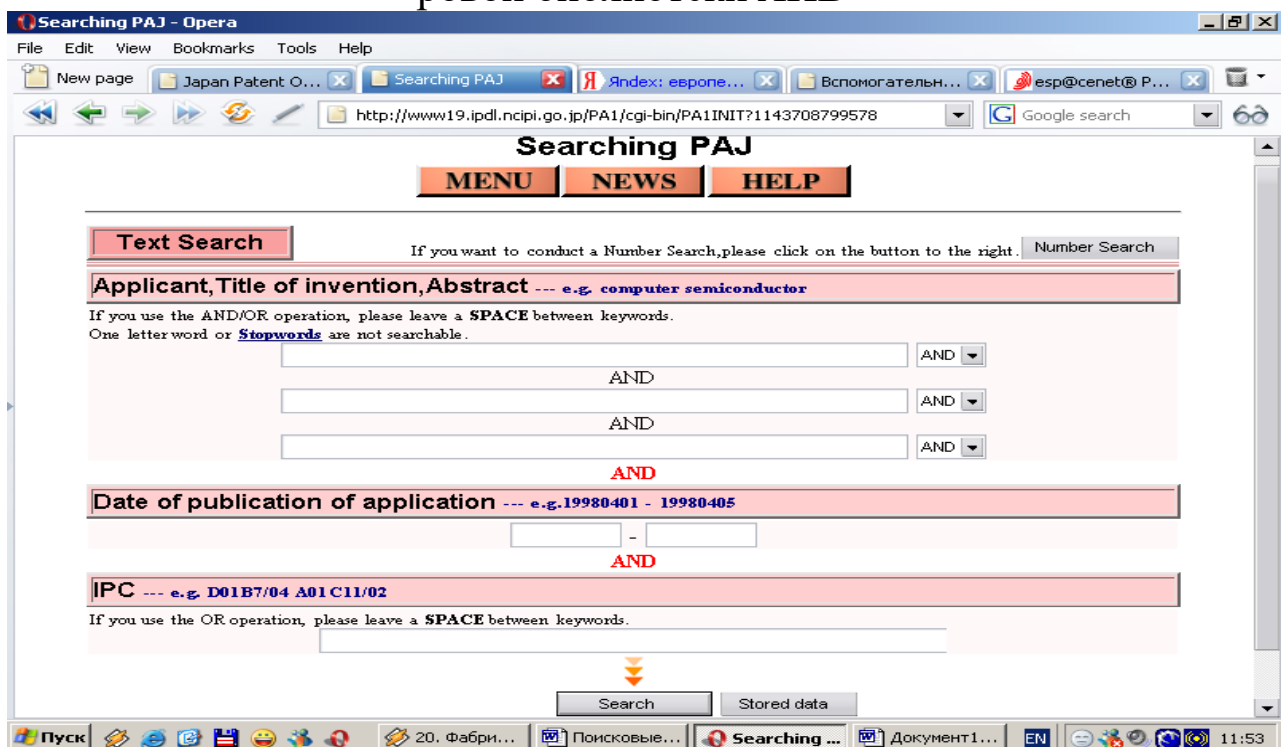 Searching PAJ - Opera
File Edit View Bookmarks Tools Help
New page Japan Patent O... Searching PAJ Яndex: европе... Вспомогательн... esp@cenet® P...
http://www19.ipdl.ncipi.go.jp/PA1/cgi-bin/PA1INIT?1143708799578 G Google search
Searching PAJ
MENU NEWS HELP
Text Search If you want to conduct a Number Search,please click on the button to the right. Number Search
Applicant,Title of invention,Abstract --- e.g. computer semiconductor
If you use the AND/OR operation, please leave a SPACE between keywords.
One letter word or Stopwords are not searchable.
AND
AND
AND
AND
AND
AND
Date of publication of application --- e.g.19980401 - 19980405
-
AND
IPC --- e.g. D01B7/04 A01C11/02
If you use the OR operation, please leave a SPACE between keywords.
Search Stored data
Пуск 20. Фабри... Поисковые... Searching ... Документ1... EN 11:53